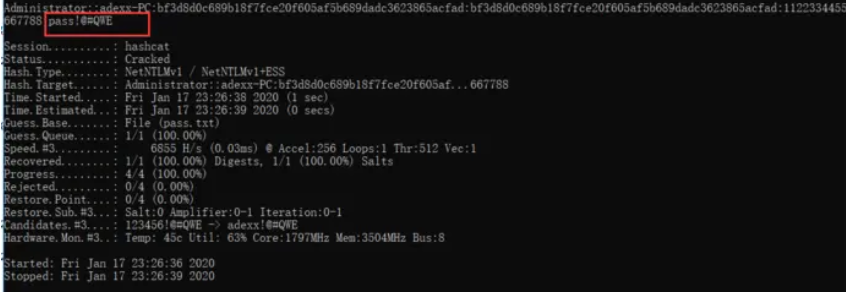 Administrator::adexx-PC:bf3d8d0c689b18f7fce20f605af5b689dadc3623865acfad:bf3d8d0c689b18f7fce20f605af5b689dadc3623865acfad:1122334455
667788 pass!@#QWE
Session..........: hashcat
Status...........: Cracked
Hash.Type........: NetNTLMv1 / NetNTLMv1+ESS
Hash.Target......: Administrator::adexx-PC:bf3d8d0c689b18f7fce20f605af...667788
Time.Started.....: Fri Jan 17 23:26:38 2020 (1 sec)
Time.Estimated...: Fri Jan 17 23:26:39 2020 (0 secs)
Guess.Base.......: File (pass.txt)
Guess.Queue......: 1/1 (100.00%)
Speed.#3.........:     6855 H/s (0.03ms) @ Accel:256 Loops:1 Thr:512 Vec:1
Recovered........: 1/1 (100.00%) Digests, 1/1 (100.00%) Salts
Progress.........: 4/4 (100.00%)
Rejected.........: 0/4 (0.00%)
Restore.Point....: 0/4 (0.00%)
Restore.Sub.#3...: Salt:0 Amplifier:0-1 Iteration:0-1
Candidates.#3....: 123456!@#QWE -> adexx!@#QWE
Hardware.Mon.#3..: Temp: 45c Util: 63% Core:1797MHz Mem:3504MHz Bus:8
Started: Fri Jan 17 23:26:36 2020
Stopped: Fri Jan 17 23:26:39 2020